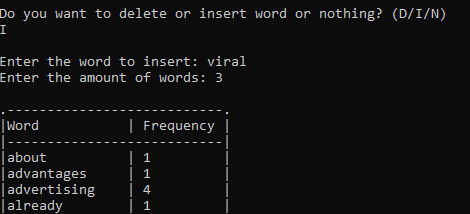 Do you want to delete or insert word or nothing? (D/I/N)
I
Enter the word to insert: viral
Enter the amount of words: 3
.---------------------------.
|Word | Frequency |
|---------------------------|
|about | 1 |
|advantages | 1 |
|advertising | 4 |
|already | 1 |